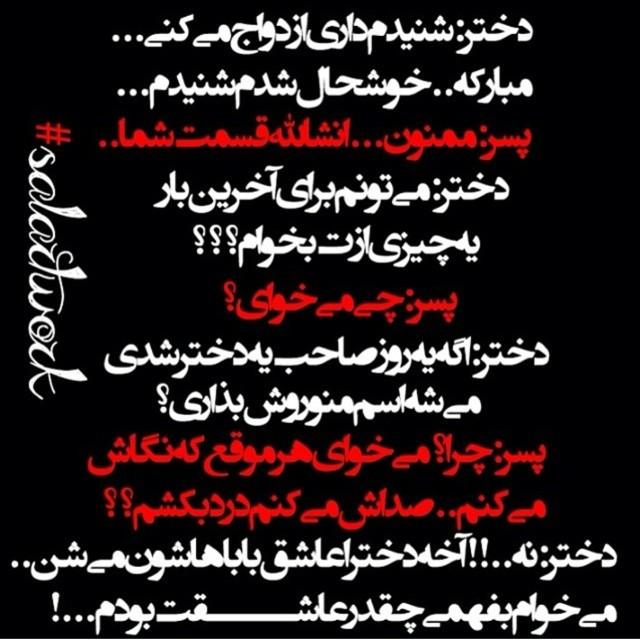 دختر: شنیدم داری ازدواج می کنی...
مبارکه.. خوشحال شدم شنیدم...
پسر: ممنون... انشالله قسمت شما..
دختر: می تونم برای آخرین بار
یه چیزی ازت بخوام؟؟؟
پسر: چی می خوای؟
دختر: اگه یه روز صاحب یه دختر شدی
می شه اسم منو روش بذاری؟
پسر: چرا؟ می خوای هر موقع که نگاش
می کنم.. صداش می کنم درد بکشم؟؟
دختر: نه..!! آخه دخترا عاشق باباهاشون می شن..
می خوام بفهمی چقدر عاشـــــــقت بودم...!
#salartwork